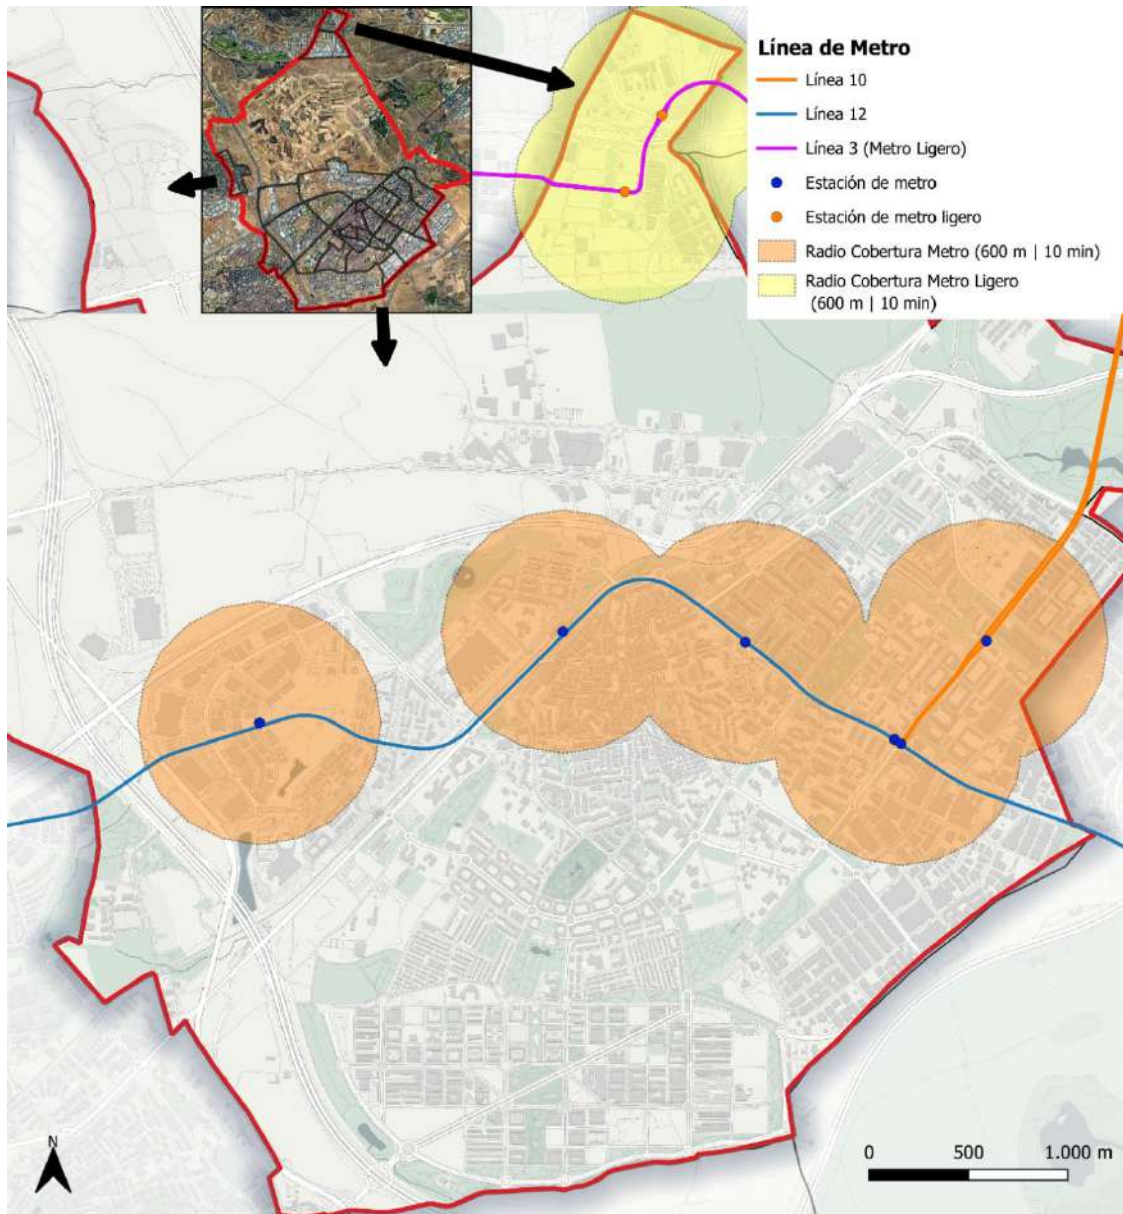 Línea de Metro
Línea 10
Línea 12
Línea 3 (Metro Ligero)
Estación de metro
Estación de metro ligero
Radio Cobertura Metro (600 m | 10 min)
Radio Cobertura Metro Ligero
(600 m | 10 min)
N
0 500 1.000 m